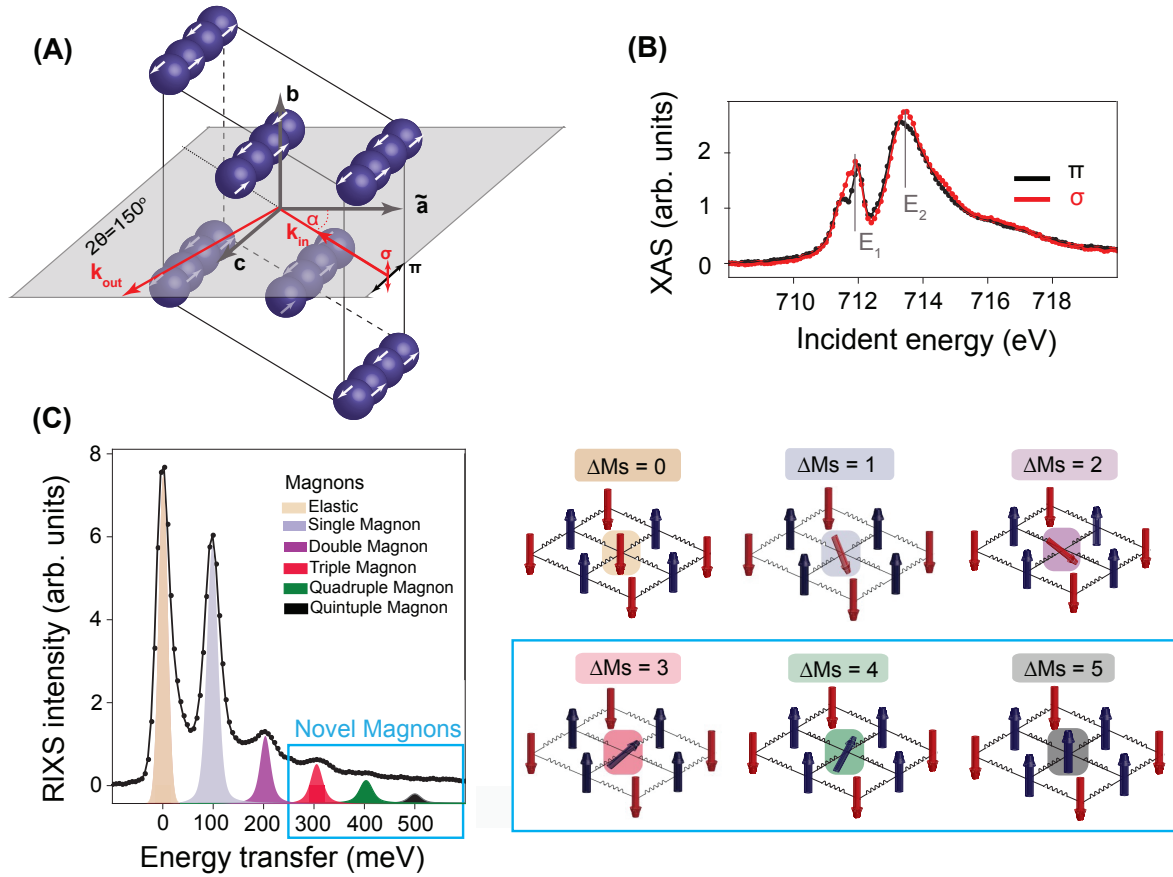 (A)
b
ã
α
k_in
σ
π
c
k_out
2θ=150°
(B)
XAS (arb. units)
2
1
0
π
σ
E_1
E_2
710 712 714 716 718
Incident energy (eV)
(C)
RIXS intensity (arb. units)
8
6
4
2
0
Magnons
Elastic
Single Magnon
Double Magnon
Triple Magnon
Quadruple Magnon
Quintuple Magnon
Novel Magnons
0 100 200 300 400 500
Energy transfer (meV)
ΔMs = 0
ΔMs = 1
ΔMs = 2
ΔMs = 3
ΔMs = 4
ΔMs = 5